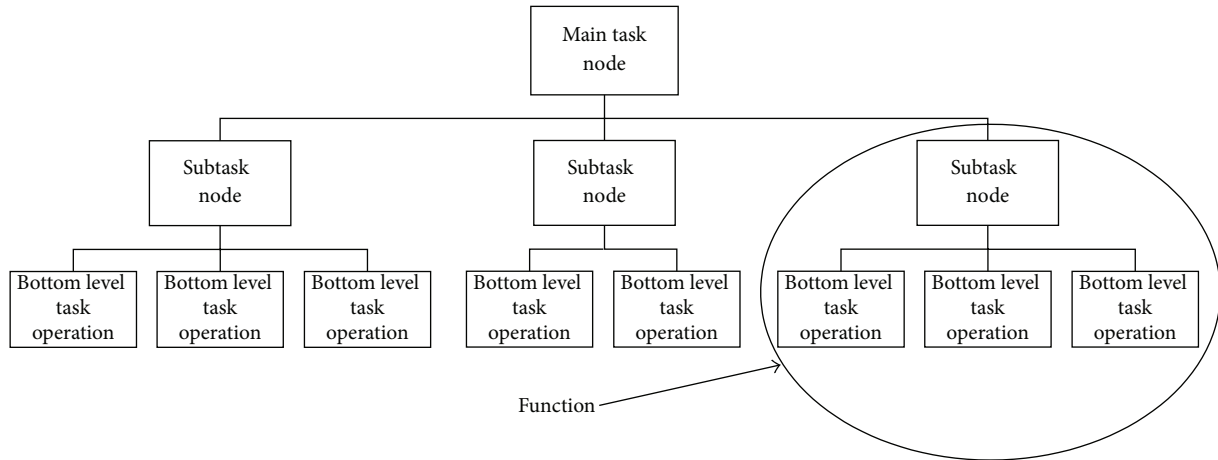 Main task
node
Subtask
node
Subtask
node
Subtask
node
Bottom level
task
operation
Bottom level
task
operation
Bottom level
task
operation
Bottom level
task
operation
Bottom level
task
operation
Bottom level
task
operation
Bottom level
task
operation
Bottom level
task
operation
Function